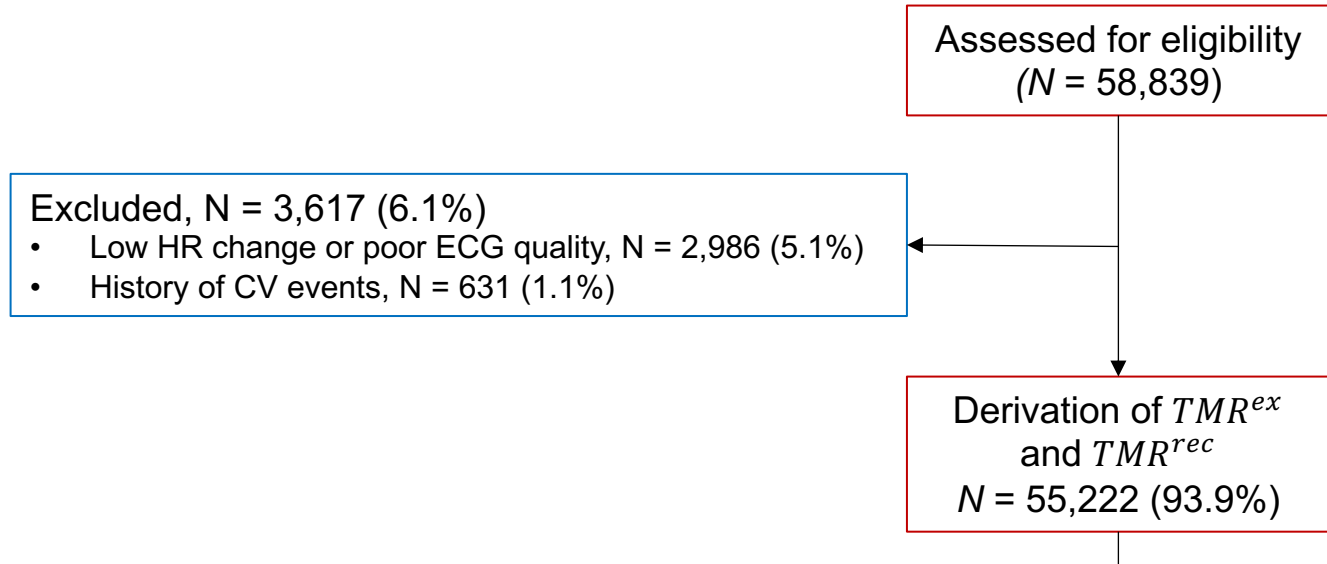 Assessed for eligibility
(N = 58,839)
Excluded, N = 3,617 (6.1%)
• Low HR change or poor ECG quality, N = 2,986 (5.1%)
• History of CV events, N = 631 (1.1%)
Derivation of TMR^ex
and TMR^rec
N = 55,222 (93.9%)